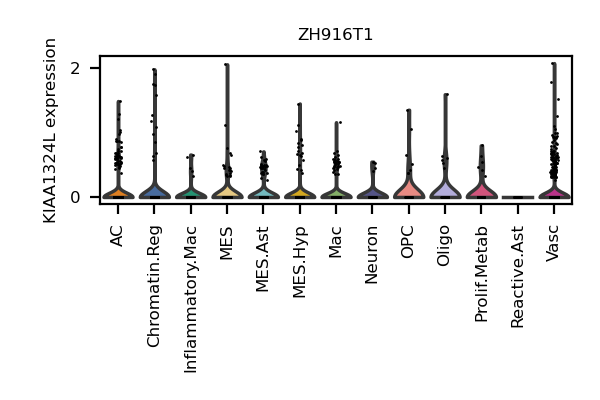 ZH916T1
KIAA1324L expression
2
0
AC
Chromatin.Reg
Inflammatory.Mac
MES
MES.Ast
MES.Hyp
Mac
Neuron
OPC
Oligo
Prolif.Metab
Reactive.Ast
Vasc